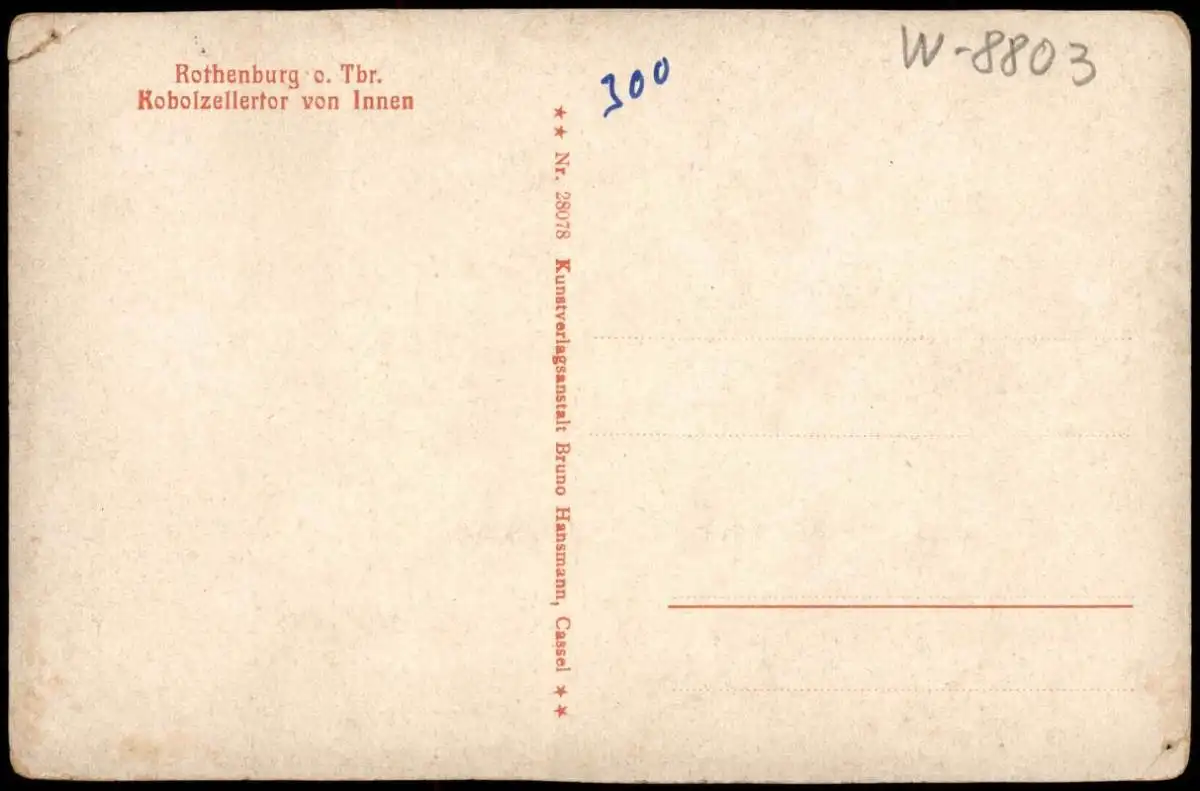 Rothenburg o. Tbr.
Kobolzellertor von Innen
300
W-8803
★★ Nr. 28078 Kunstverlagsanstalt Bruno Hansmann, Cassel ★★